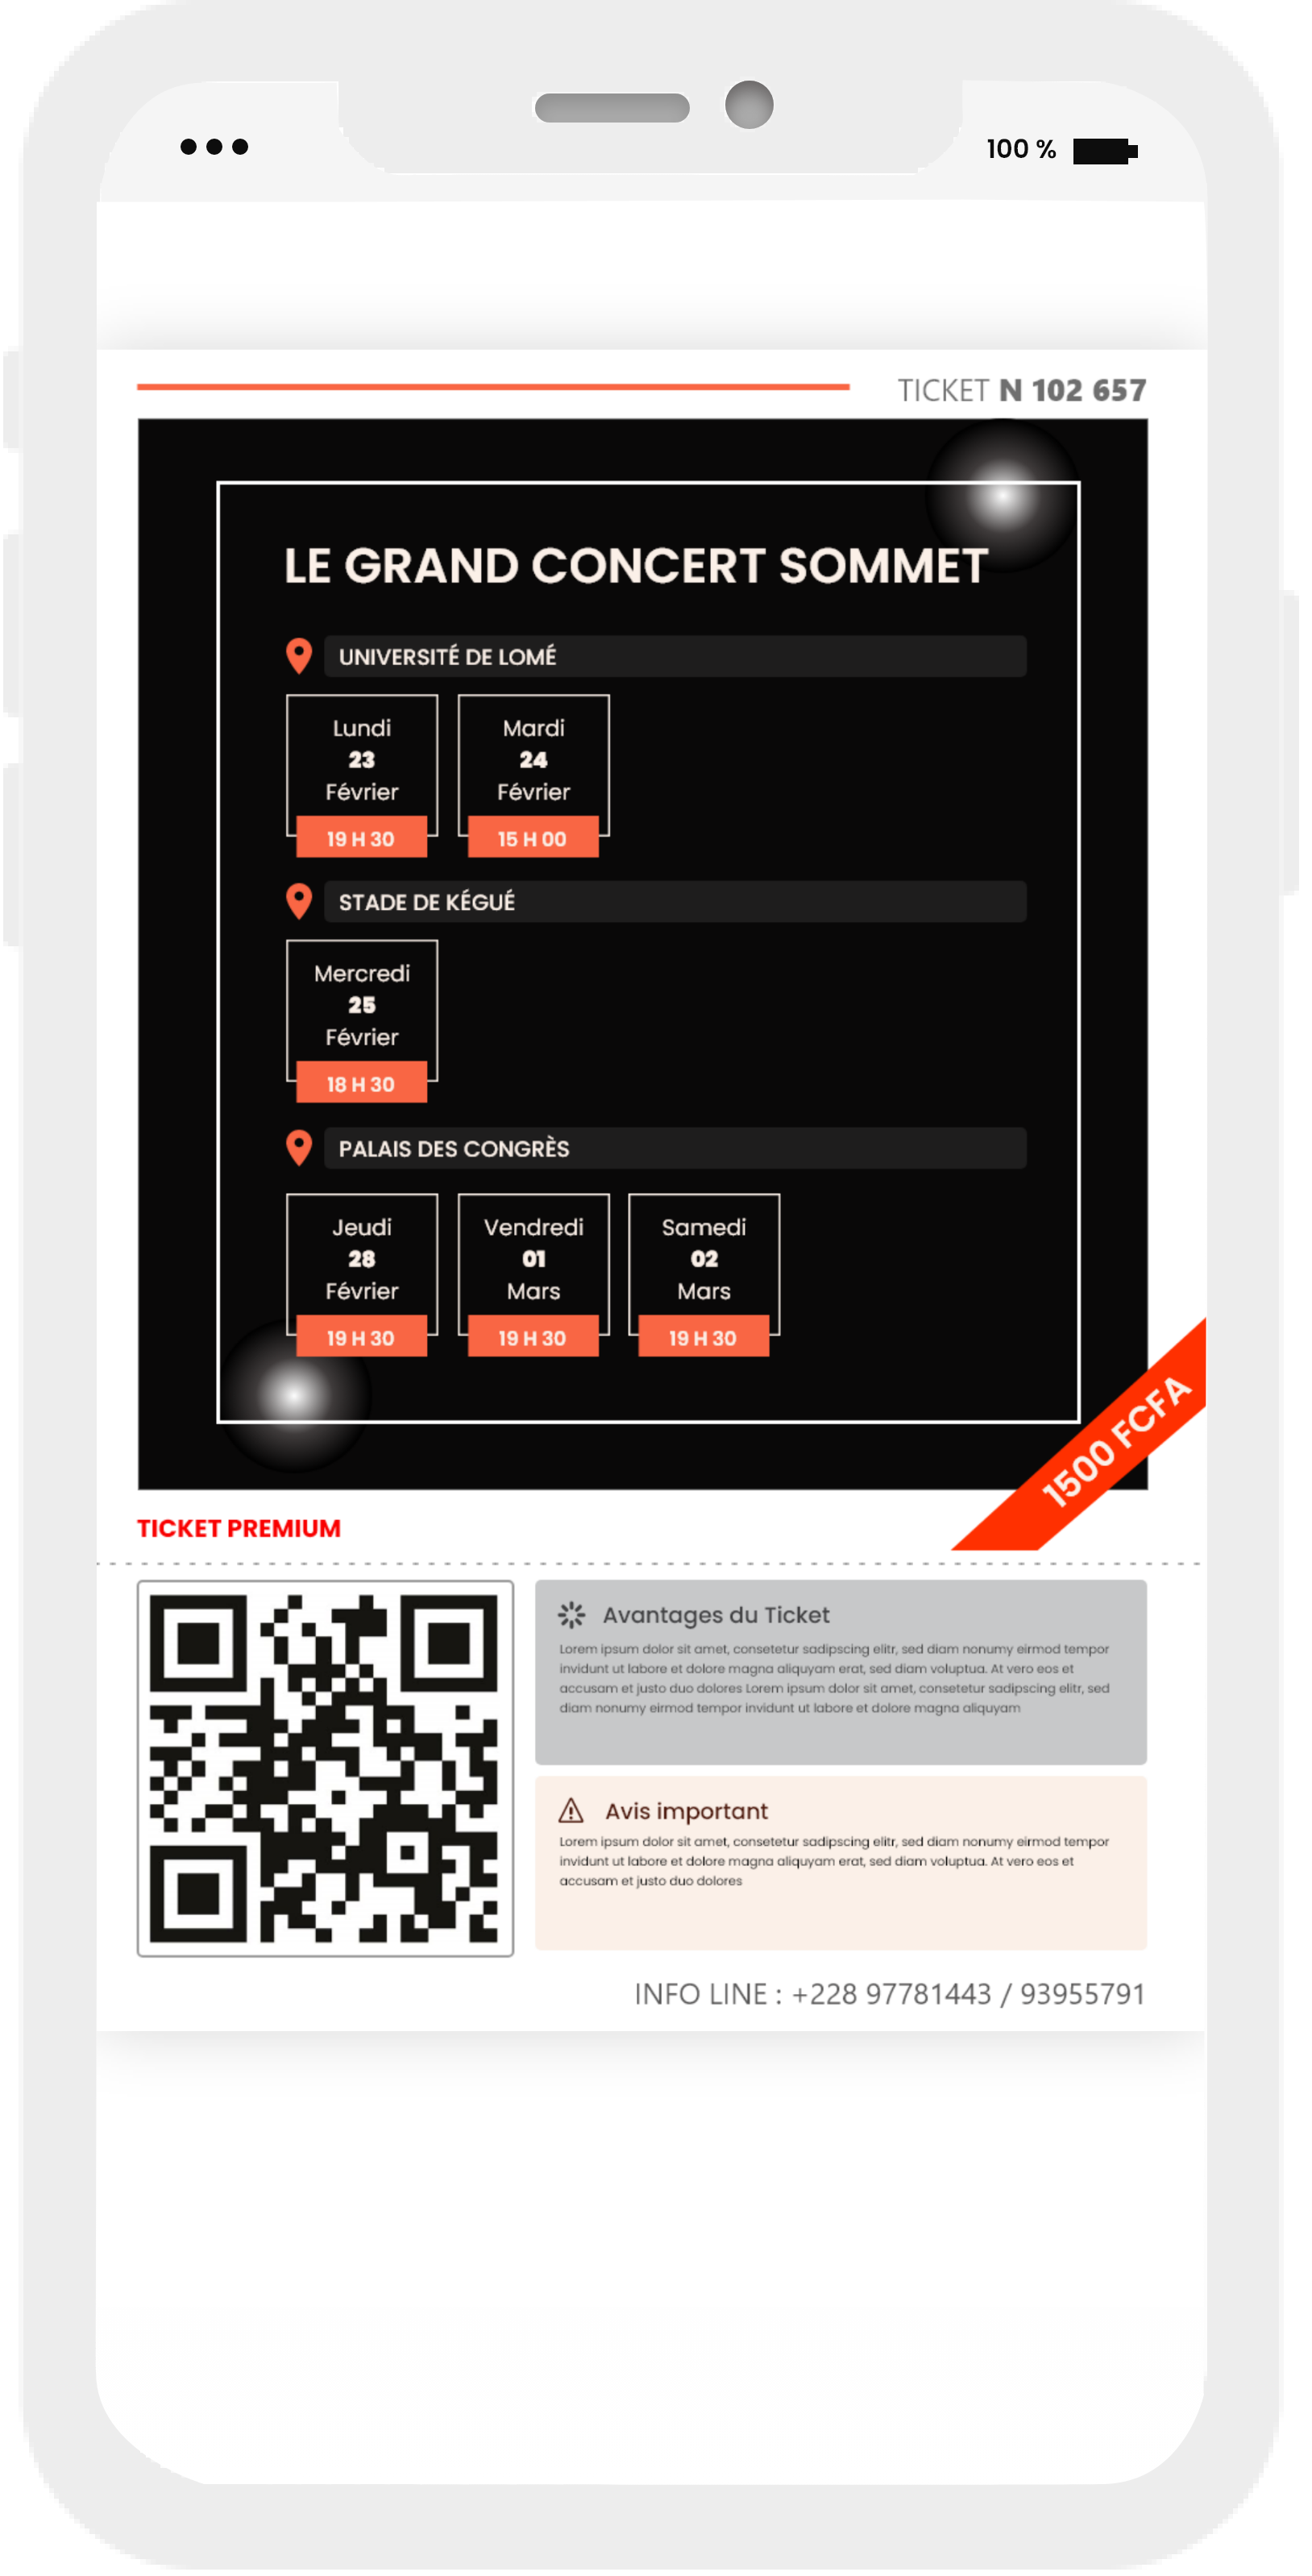 100 %
TICKET N 102 657
LE GRAND CONCERT SOMMET
UNIVERSITÉ DE LOMÉ
Lundi
23
Février
19 H 30
Mardi
24
Février
15 H 00
STADE DE KÉGUÉ
Mercredi
25
Février
18 H 30
PALAIS DES CONGRÈS
Jeudi
28
Février
19 H 30
Vendredi
01
Mars
19 H 30
Samedi
02
Mars
19 H 30
1500 FCFA
TICKET PREMIUM
Avantages du Ticket
Lorem ipsum dolor sit amet, consetetur sadipscing elitr, sed diam nonumy eirmod tempor
invidunt ut labore et dolore magna aliquyam erat, sed diam voluptua. At vero eos et
accusam et justo duo dolores Lorem ipsum dolor sit amet, consetetur sadipscing elitr, sed
diam nonumy eirmod tempor invidunt ut labore et dolore magna aliquyam
Avis important
Lorem ipsum dolor sit amet, consetetur sadipscing elitr, sed diam nonumy eirmod tempor
invidunt ut labore et dolore magna aliquyam erat, sed diam voluptua. At vero eos et
accusam et justo duo dolores
INFO LINE : +228 97781443 / 93955791